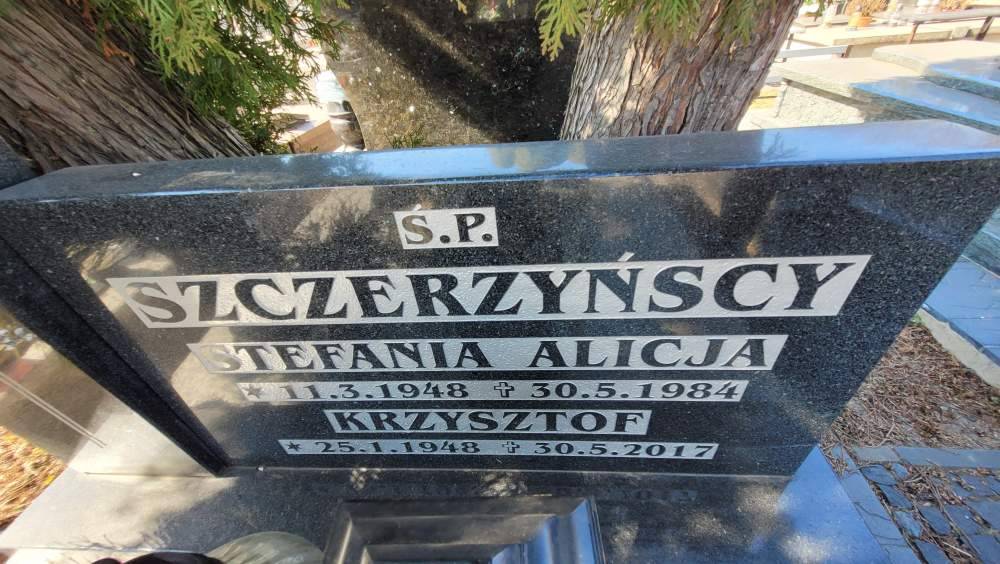 Ś.P.
SZCZERZYŃSCY
STEFANIA ALICJA
* 11.3.1948 ✝ 30.5.1984
KRZYSZTOF
* 25.1.1948 ✝ 30.5.2017